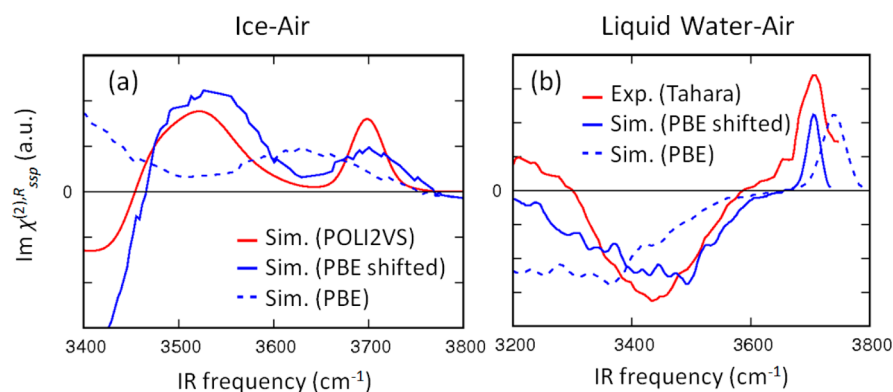 Ice-Air
Liquid Water-Air
(a)
(b)
Im χ(2),R ssp (a.u.)
0
Sim. (POLI2VS)
Sim. (PBE shifted)
Sim. (PBE)
3400 3500 3600 3700 3800
IR frequency (cm-1)
0
Exp. (Tahara)
Sim. (PBE shifted)
Sim. (PBE)
3200 3400 3600 3800
IR frequency (cm-1)